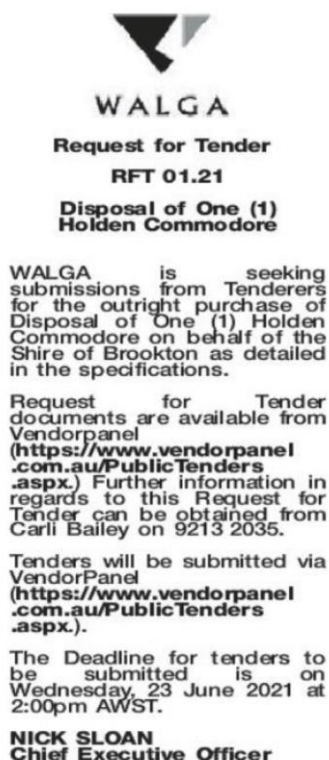 WALGA
Request for Tender
RFT 01.21
Disposal of One (1)
Holden Commodore
WALGA is seeking
submissions from Tenderers
for the outright purchase of
Disposal of One (1) Holden
Commodore on behalf of the
Shire of Brookton as detailed
in the specifications.
Request for Tender
documents are available from
Vendorpanel
(https://www.vendorpanel
.com.au/PublicTenders
.aspx.) Further information in
regards to this Request for
Tender can be obtained from
Carli Bailey on 9213 2035.
Tenders will be submitted via
VendorPanel
(https://www.vendorpanel
.com.au/PublicTenders
.aspx.).
The Deadline for tenders to
be submitted is on
Wednesday, 23 June 2021 at
2:00pm AWST.
NICK SLOAN
Chief Executive Officer